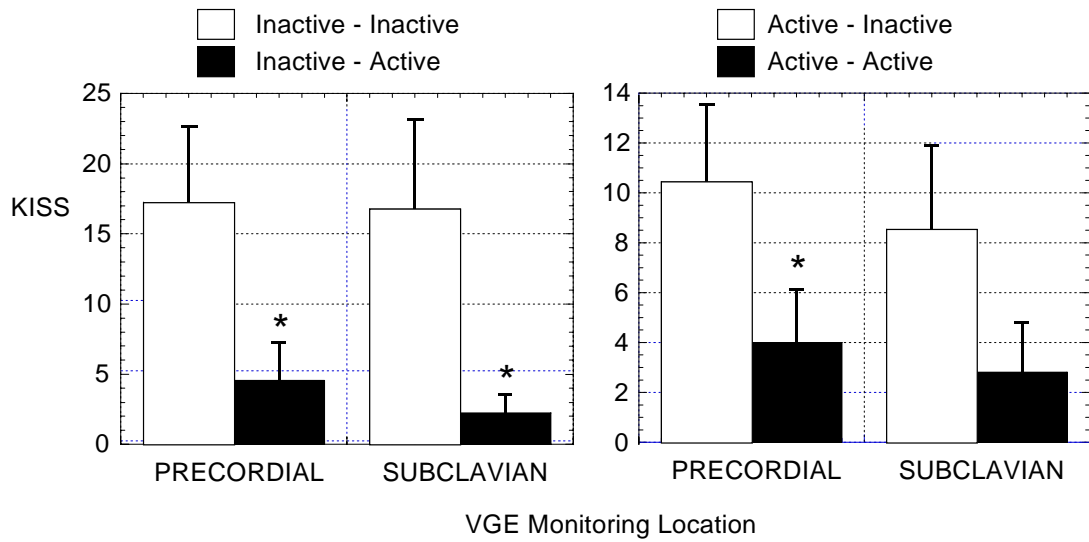 Inactive - Inactive
Inactive - Active
Active - Inactive
Active - Active
KISS
25
20
15
10
5
0
*
*
PRECORDIAL
SUBCLAVIAN
14
12
10
8
6
4
2
0
*
PRECORDIAL
SUBCLAVIAN
VGE Monitoring Location